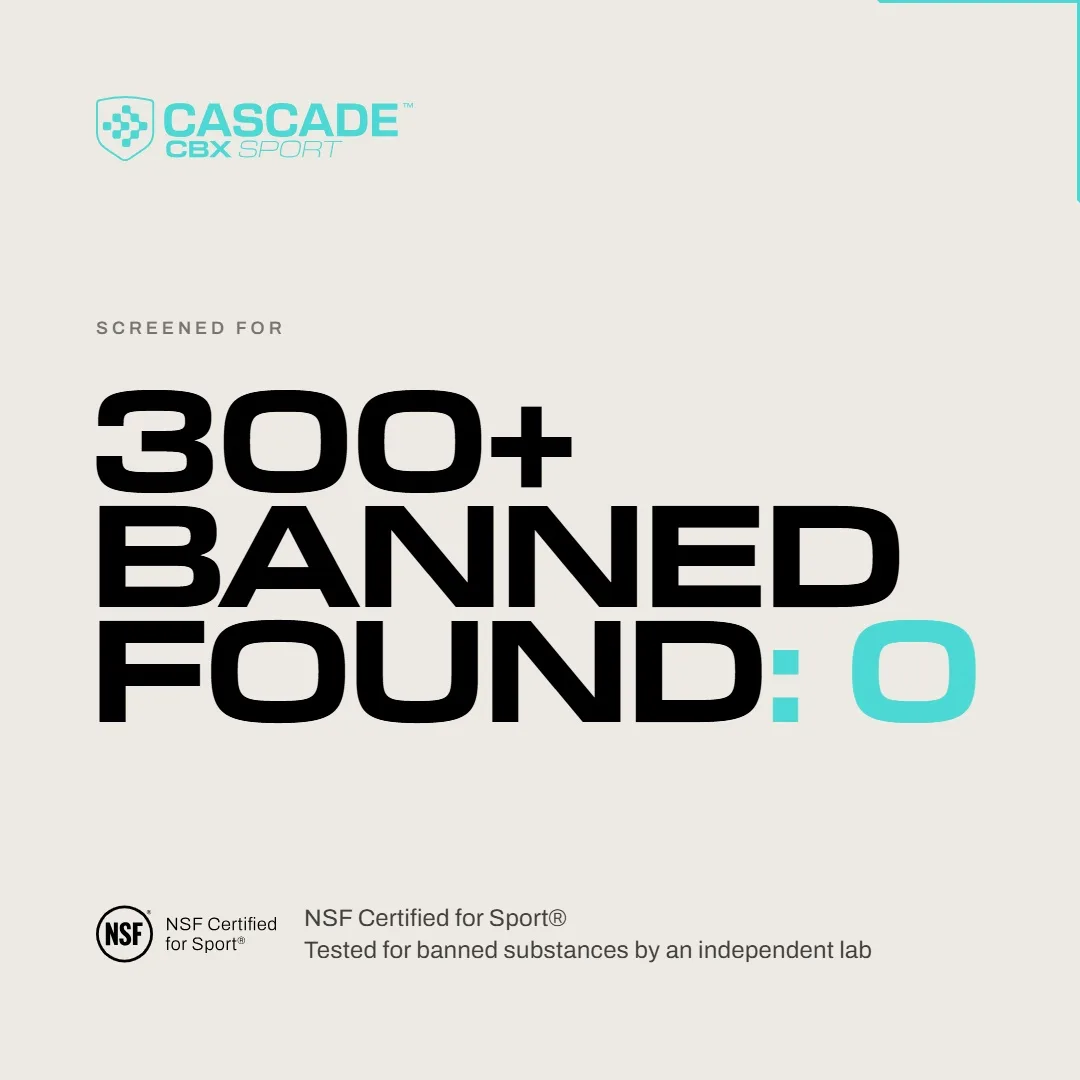 CASCADE™
CBX SPORT
SCREENED FOR
300+
BANNED
FOUND: 0
NSF®
NSF Certified
for Sport®
NSF Certified for Sport®
Tested for banned substances by an independent lab